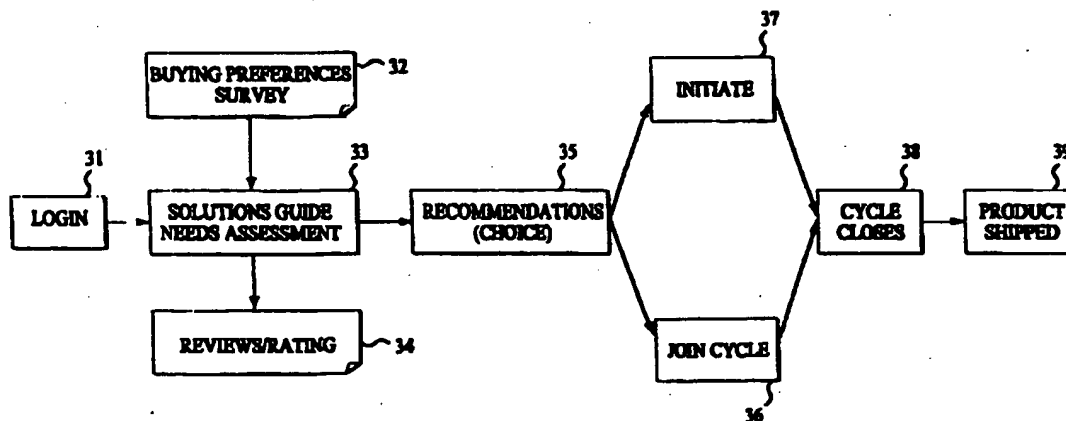 37
BUYING PREFERENCES
SURVEY
32
INITIATE
31
33
35
38
39
LOGIN
SOLUTIONS GUIDE
NEEDS ASSESSMENT
RECOMMENDATIONS
(CHOICE)
CYCLE
CLOSES
PRODUCT
SHIPPED
REVIEWS/RATING
34
JOIN CYCLE
36